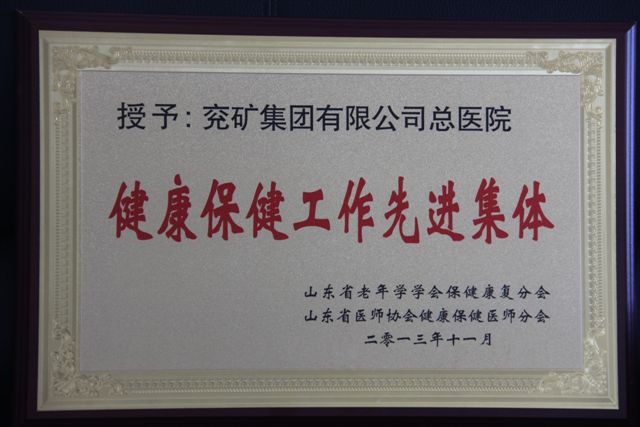 授予：兖矿集团有限公司总医院
健康保健工作先进集体
山东省老年学学会保健康复分会
山东省医师协会健康保健医师分会
二零一三年十一月